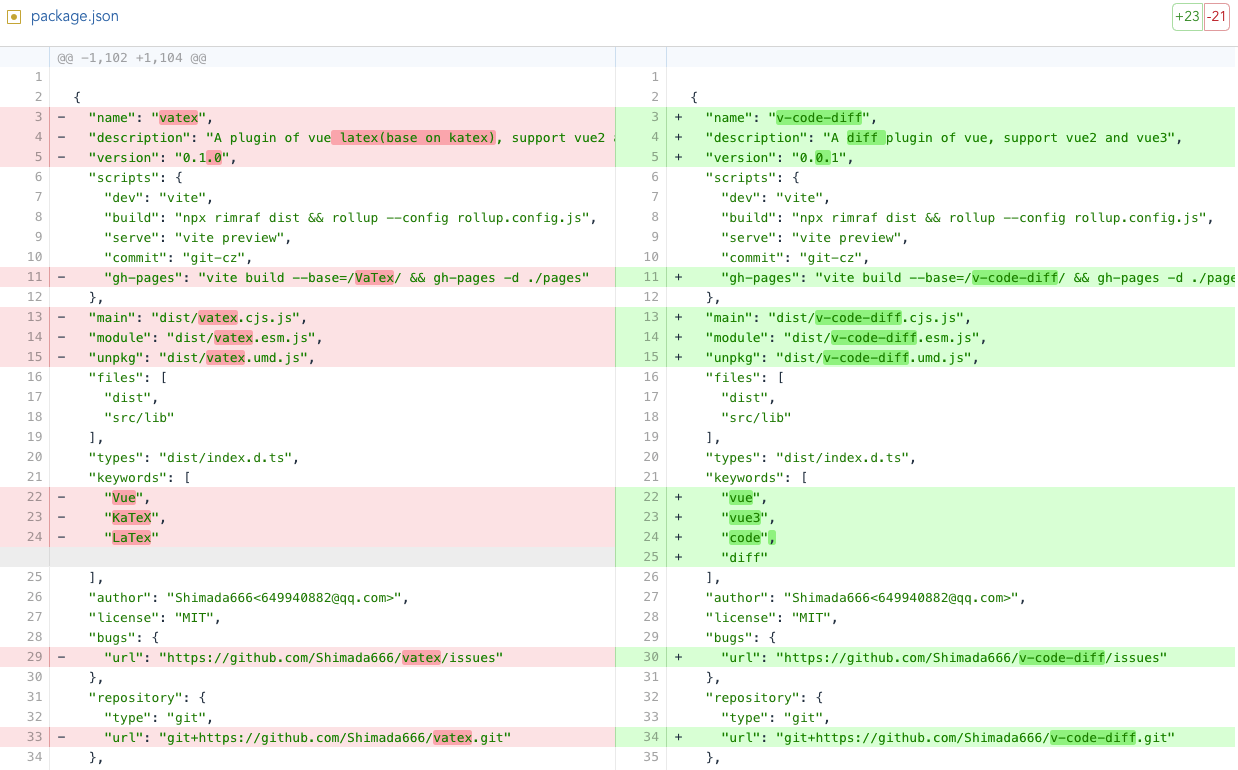 package.json
+23 -21
@@ -1,102 +1,104 @@
1
2 {
3 - "name": "vatex",
4 - "description": "A plugin of vue latex(base on katex), support vue2
5 - "version": "0.1.0",
6 "scripts": {
7 "dev": "vite",
8 "build": "npx rimraf dist && rollup --config rollup.config.js",
9 "serve": "vite preview",
10 "commit": "git-cz",
11 - "gh-pages": "vite build --base=/VaTex/ && gh-pages -d ./pages"
12 },
13 - "main": "dist/vatex.cjs.js",
14 - "module": "dist/vatex.esm.js",
15 - "unpkg": "dist/vatex.umd.js",
16 "files": [
17 "dist",
18 "src/lib"
19 ],
20 "types": "dist/index.d.ts",
21 "keywords": [
22 - "Vue",
23 - "KaTeX",
24 - "LaTex"
25 ],
26 "author": "Shimada666<649940882@qq.com>",
27 "license": "MIT",
28 "bugs": {
29 - "url": "https://github.com/Shimada666/vatex/issues"
30 },
31 "repository": {
32 "type": "git",
33 - "url": "git+https://github.com/Shimada666/vatex.git"
34 },
1
2 {
3 + "name": "v-code-diff",
4 + "description": "A diff plugin of vue, support vue2 and vue3",
5 + "version": "0.0.1",
6 "scripts": {
7 "dev": "vite",
8 "build": "npx rimraf dist && rollup --config rollup.config.js",
9 "serve": "vite preview",
10 "commit": "git-cz",
11 + "gh-pages": "vite build --base=/v-code-diff/ && gh-pages -d ./page
12 },
13 + "main": "dist/v-code-diff.cjs.js",
14 + "module": "dist/v-code-diff.esm.js",
15 + "unpkg": "dist/v-code-diff.umd.js",
16 "files": [
17 "dist",
18 "src/lib"
19 ],
20 "types": "dist/index.d.ts",
21 "keywords": [
22 + "vue",
23 + "vue3",
24 + "code",
25 + "diff"
26 ],
27 "author": "Shimada666<649940882@qq.com>",
28 "license": "MIT",
29 "bugs": {
30 + "url": "https://github.com/Shimada666/v-code-diff/issues"
31 },
32 "repository": {
33 "type": "git",
34 + "url": "git+https://github.com/Shimada666/v-code-diff.git"
35 },